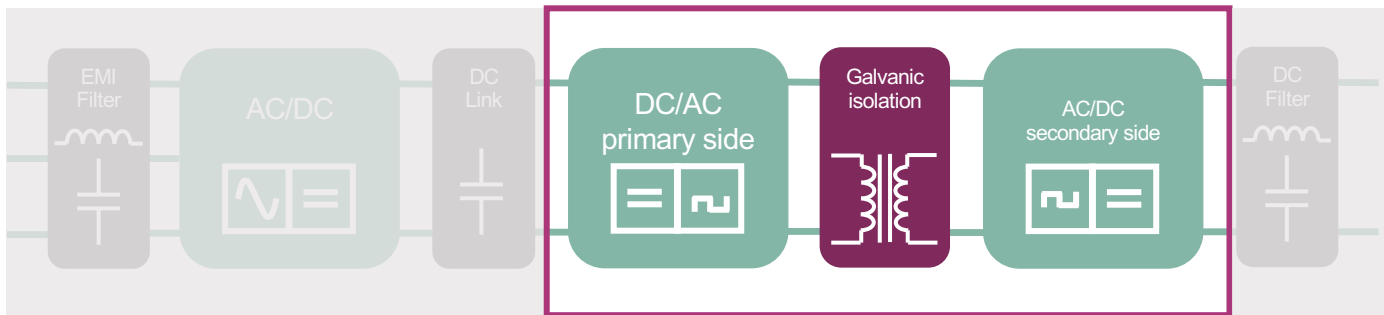 EMI
Filter
AC/DC
DC
Link
DC/AC
primary side
Galvanic
isolation
AC/DC
secondary side
DC
Filter